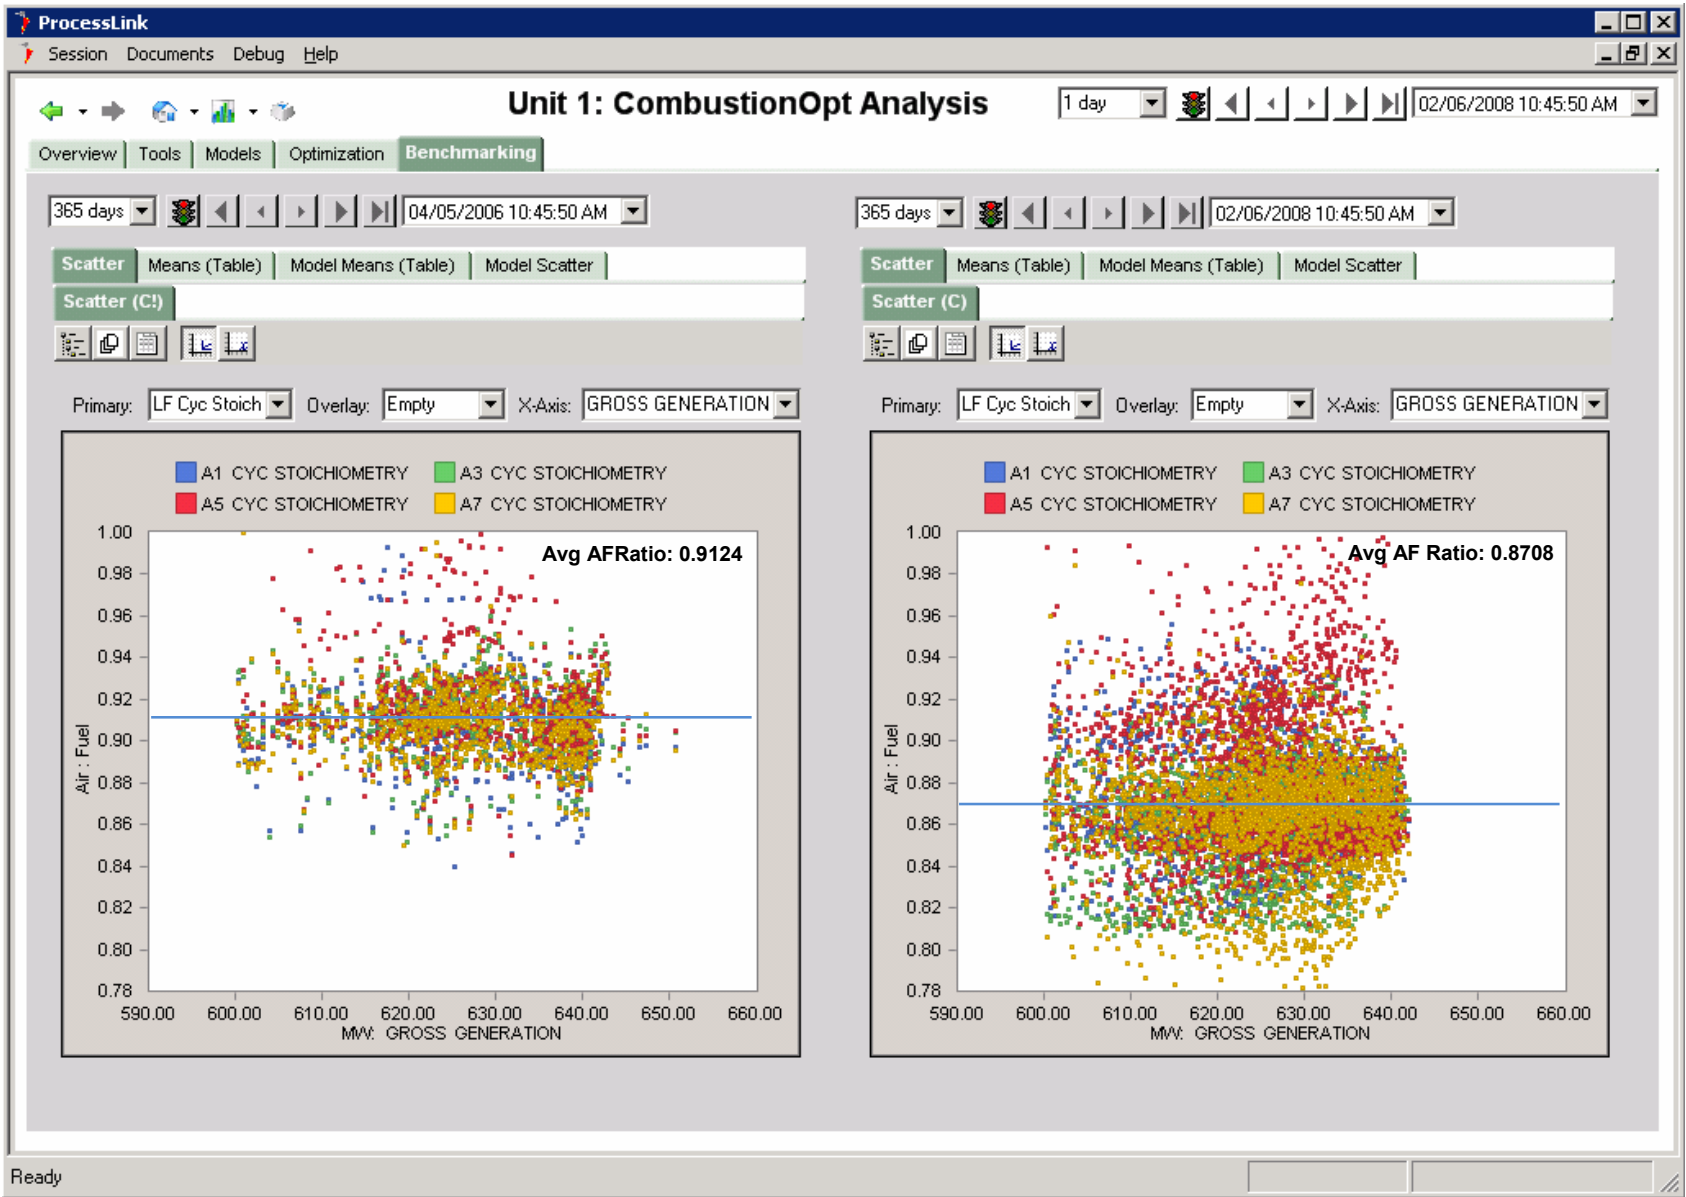 ProcessLink
Session Documents Debug Help
Unit 1: CombustionOpt Analysis
1 day
02/06/2008 10:45:50 AM
Overview Tools Models Optimization Benchmarking
365 days
04/05/2006 10:45:50 AM
Scatter Means (Table) Model Means (Table) Model Scatter
Scatter (C!)
Primary: LF Cyc Stoich Overlay: Empty X-Axis: GROSS GENERATION
A1 CYC STOICHIOMETRY A3 CYC STOICHIOMETRY
A5 CYC STOICHIOMETRY A7 CYC STOICHIOMETRY
Avg AFRatio: 0.9124
1.00
0.98
0.96
0.94
0.92
0.90
0.88
0.86
0.84
0.82
0.80
0.78
Air : Fuel
590.00 600.00 610.00 620.00 630.00 640.00 650.00 660.00
MW: GROSS GENERATION
365 days
02/06/2008 10:45:50 AM
Scatter Means (Table) Model Means (Table) Model Scatter
Scatter (C)
Primary: LF Cyc Stoich Overlay: Empty X-Axis: GROSS GENERATION
A1 CYC STOICHIOMETRY A3 CYC STOICHIOMETRY
A5 CYC STOICHIOMETRY A7 CYC STOICHIOMETRY
Avg AF Ratio: 0.8708
1.00
0.98
0.96
0.94
0.92
0.90
0.88
0.86
0.84
0.82
0.80
0.78
Air : Fuel
590.00 600.00 610.00 620.00 630.00 640.00 650.00 660.00
MW: GROSS GENERATION
Ready